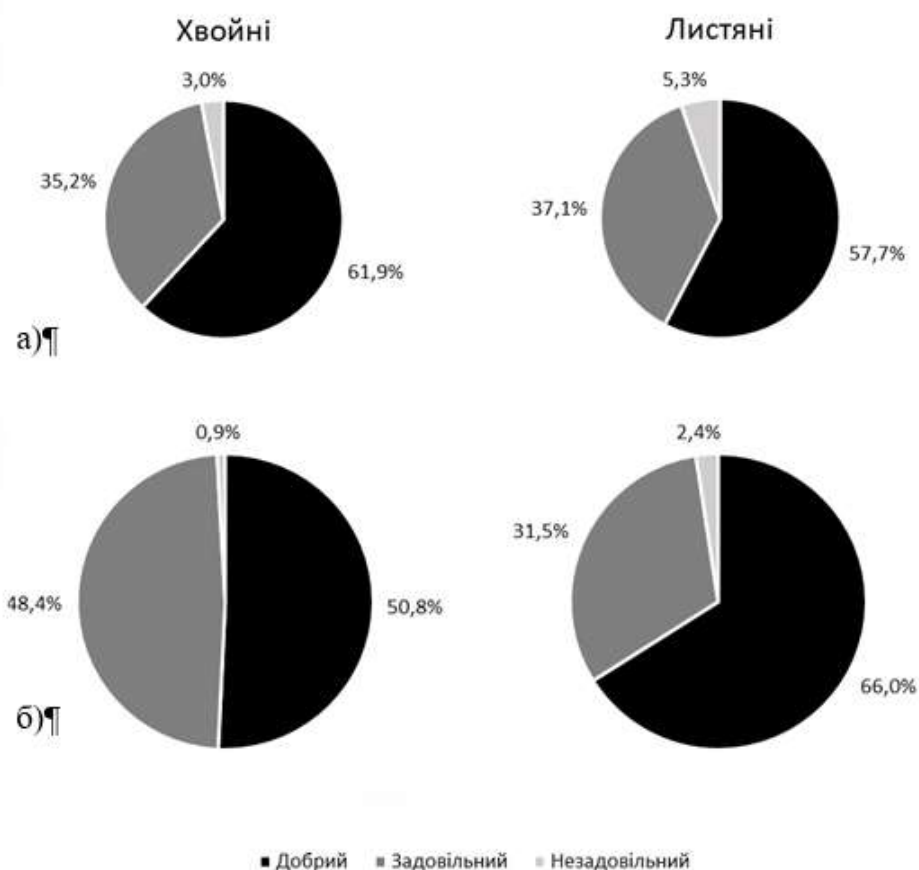 Хвойні
Листяні
3,0%
5,3%
35,2%
37,1%
61,9%
57,7%
а)¶
0,9%
2,4%
31,5%
48,4%
50,8%
66,0%
б)¶
Добрий
Задовільний
Незадовільний